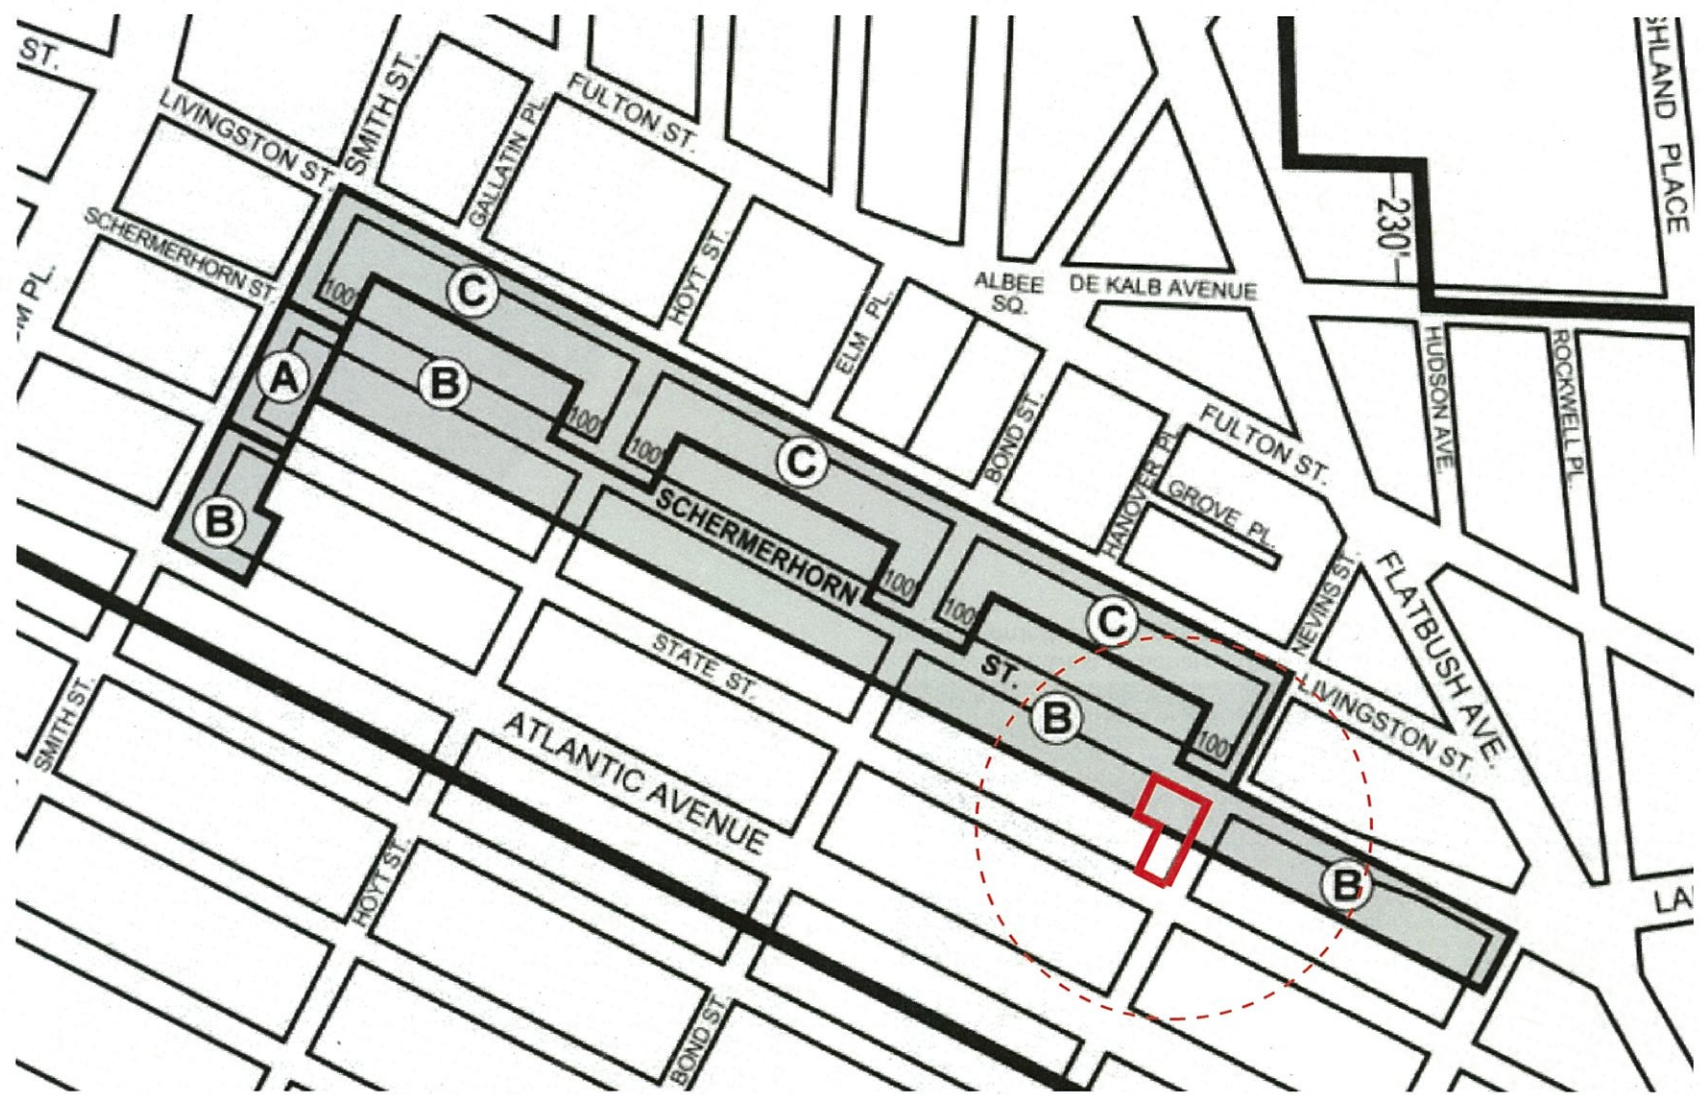 ST.
LIVINGSTON ST.
SMITH ST.
GALLATIN PL.
FULTON ST.
SHLAND PLACE
230'
SCHERMERHORN ST.
M PL.
HOYT ST.
ELM PL.
ALBEE
SQ.
DE KALB AVENUE
HUDSON AVE.
ROCKWELL PL.
100'
C
A
B
B
100'
100'
C
BOND ST.
HANOVER PL.
FULTON ST.
GROVE PL.
NEVINS ST.
FLATBUSH AVE.
SCHERMERHORN
100'
100'
C
ST.
B
100'
LIVINGSTON ST.
STATE ST.
ATLANTIC AVENUE
SMITH ST.
HOYT ST.
BOND ST.
B
LA